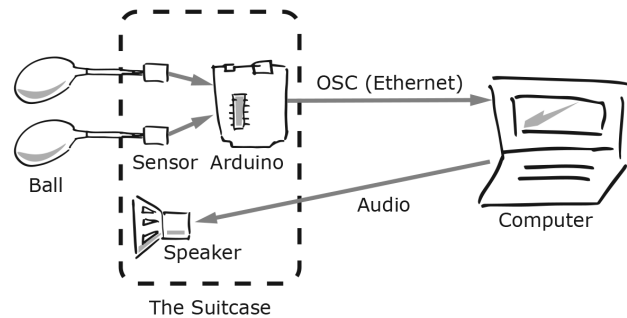 OSC (Ethernet)
Sensor
Arduino
Ball
Audio
Computer
Speaker
The Suitcase